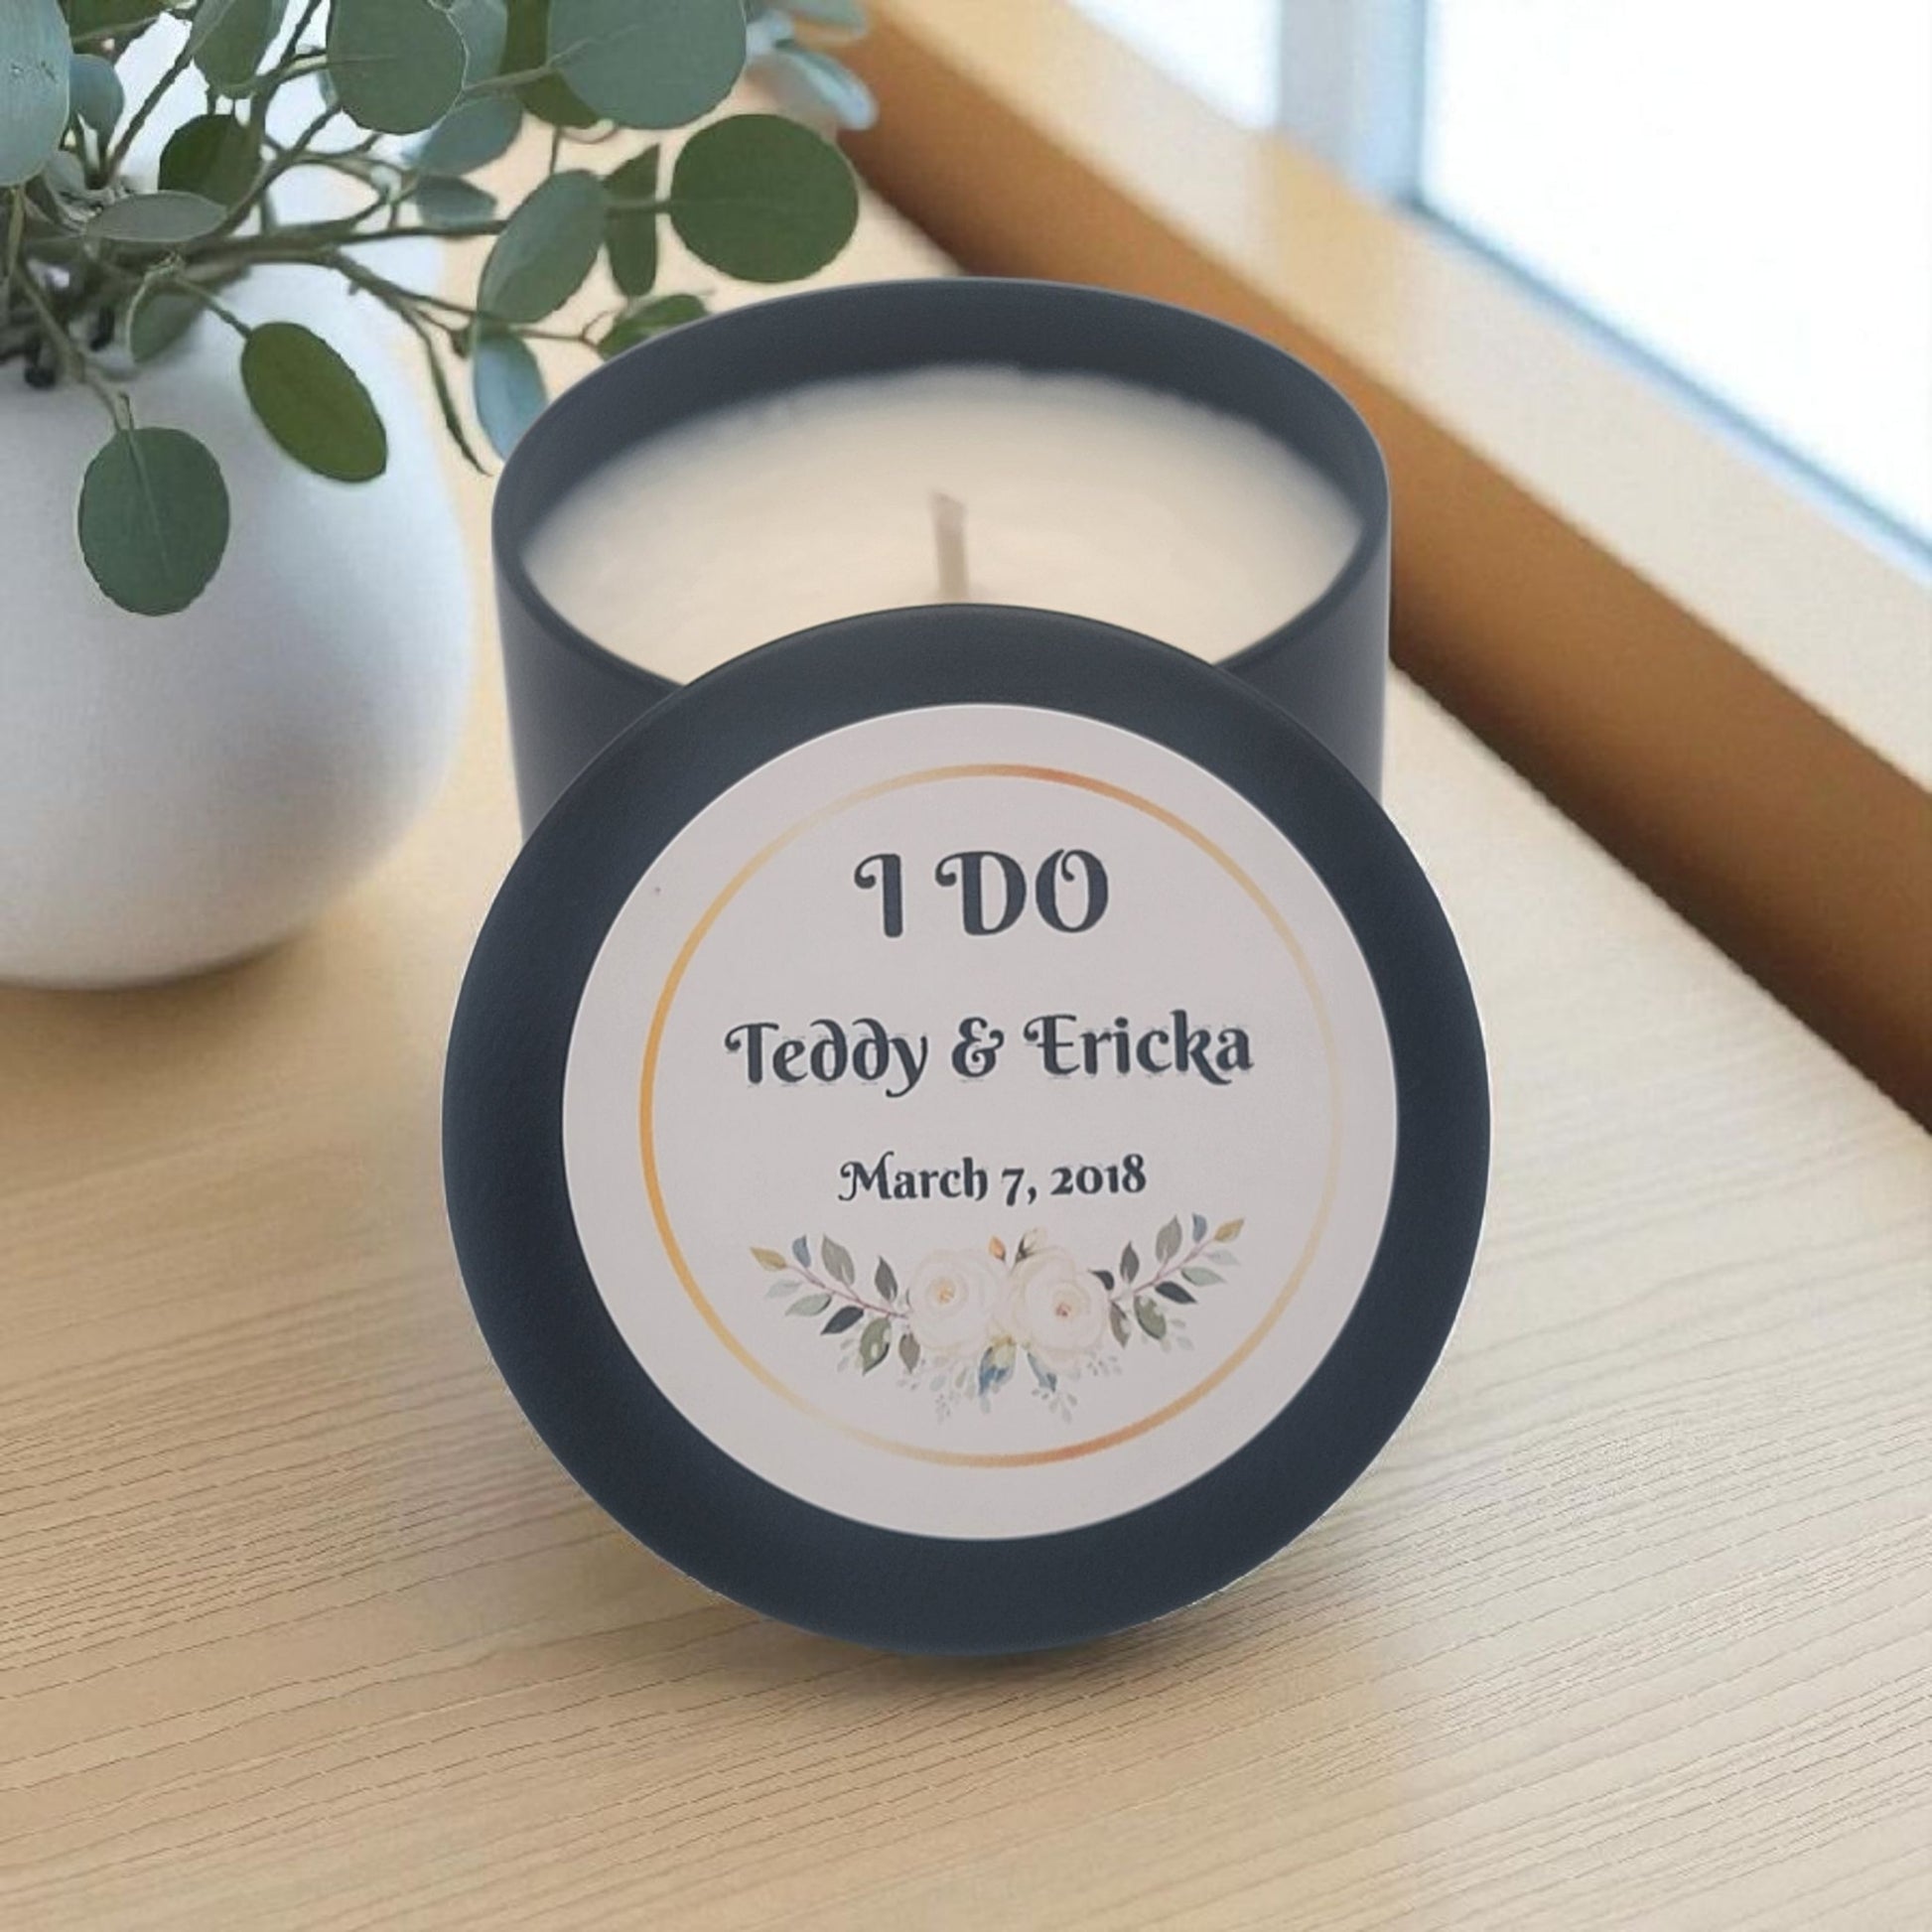 I DO
Teddy & Ericka
March 7, 2018